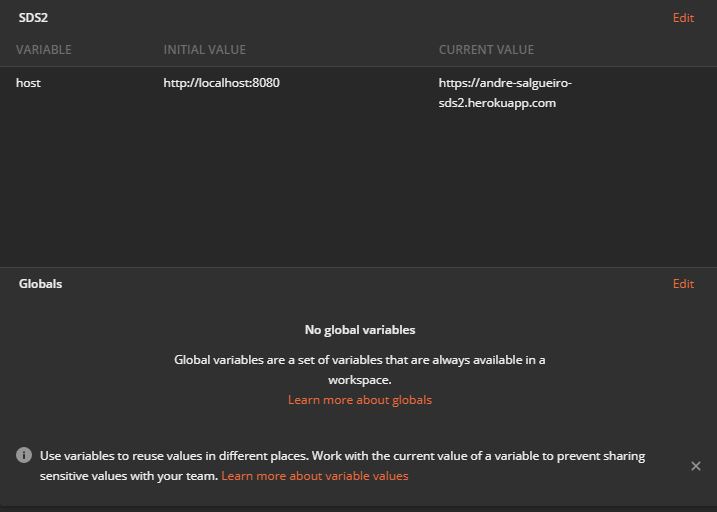 SDS2 Edit
VARIABLE INITIAL VALUE CURRENT VALUE
host http://localhost:8080 https://andre-salgueiro-
sds2.herokuapp.com
Globals Edit
No global variables
Global variables are a set of variables that are always available in a
workspace.
Learn more about globals
Use variables to reuse values in different places. Work with the current value of a variable to prevent sharing
sensitive values with your team. Learn more about variable values